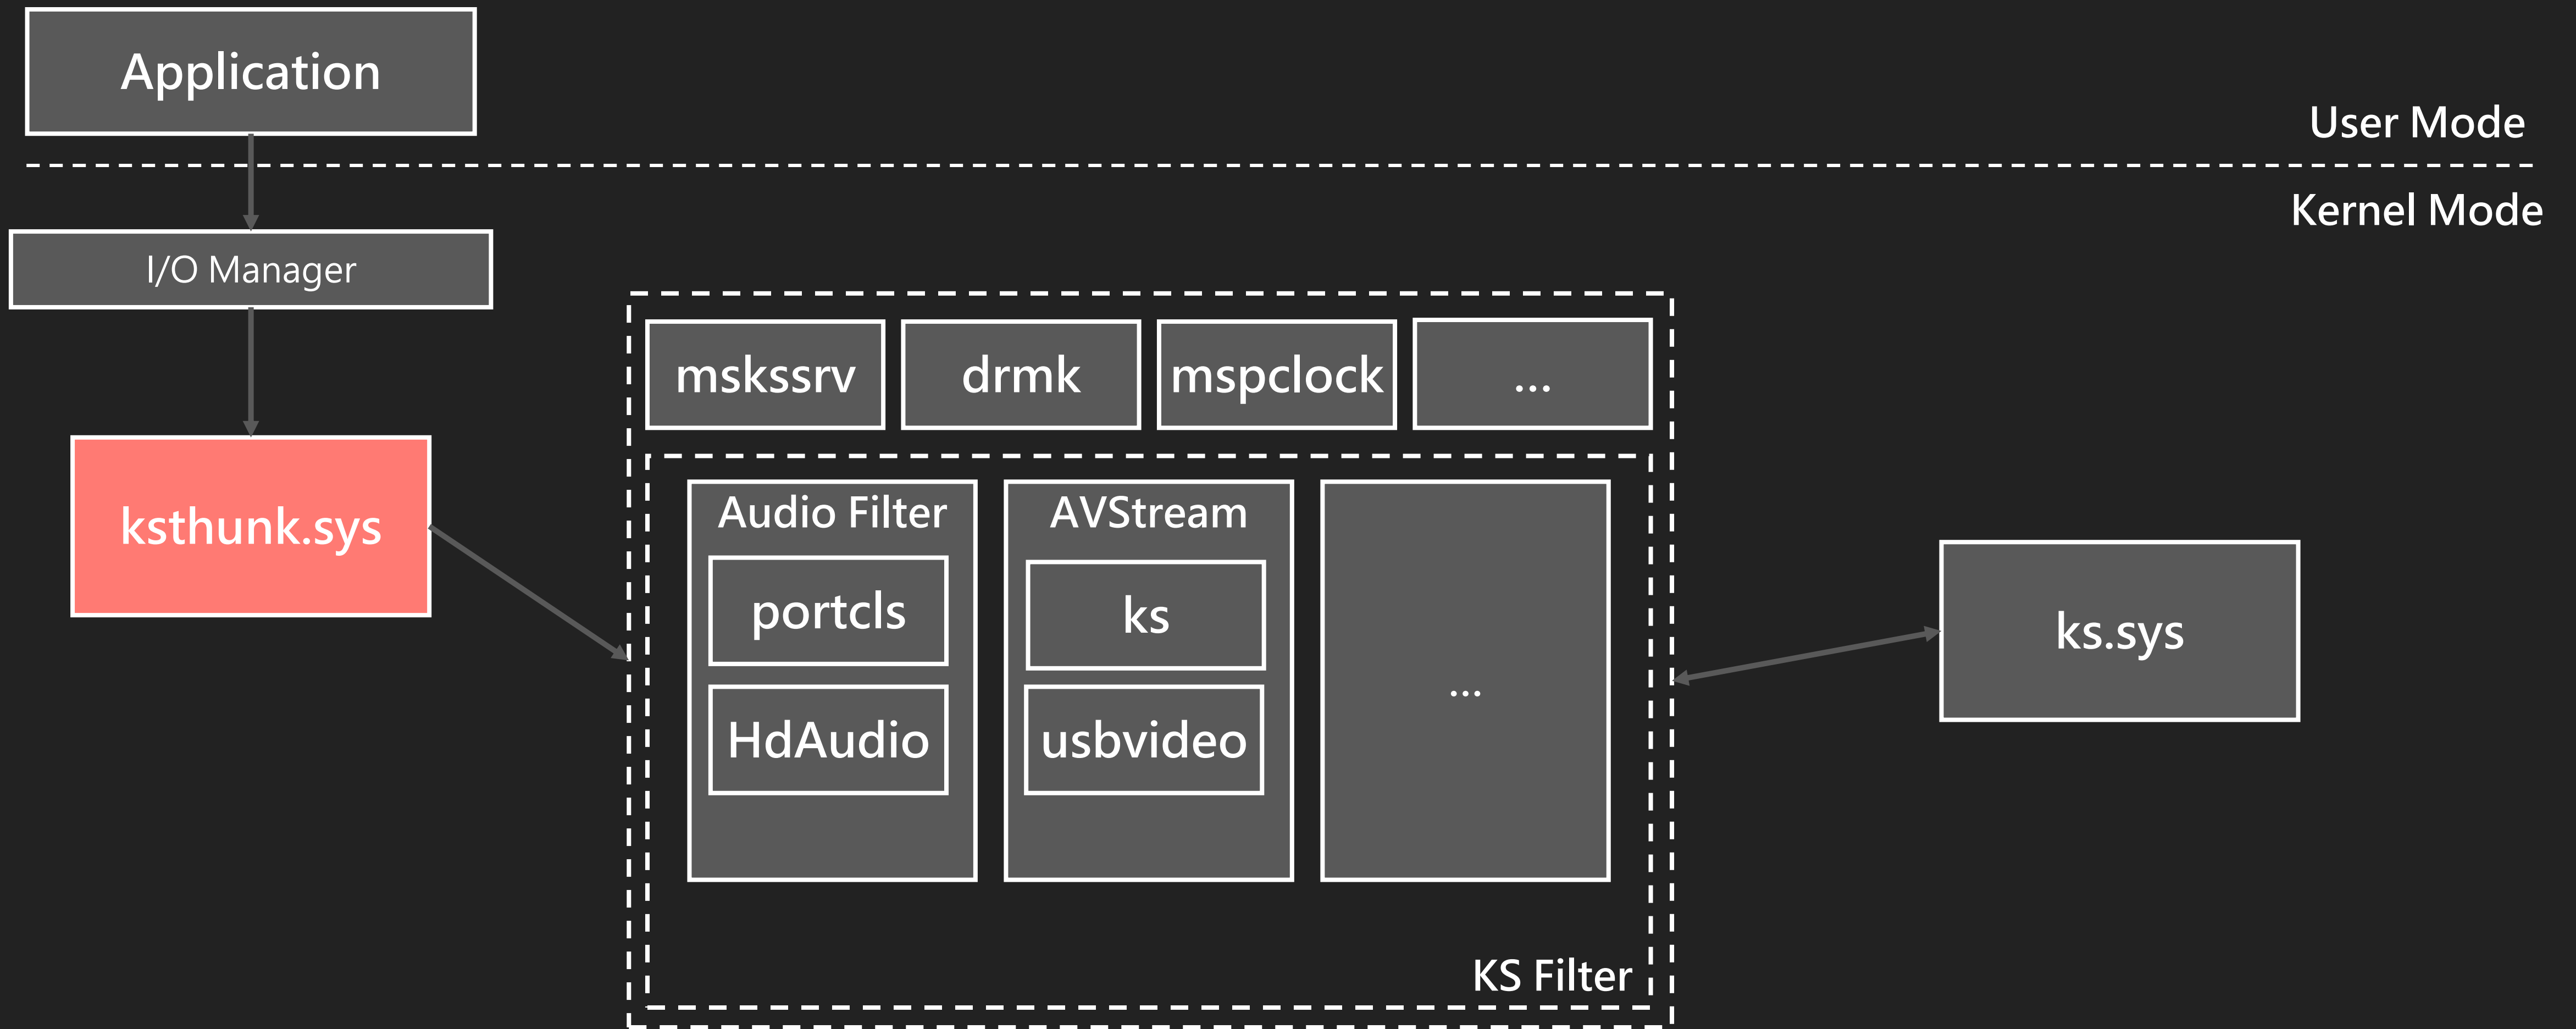 Application
User Mode
Kernel Mode
I/O Manager
mskssrv
drmk
mspclock
...
ksthunk.sys
Audio Filter
portcls
HdAudio
AVStream
ks
usbvideo
...
KS Filter
ks.sys